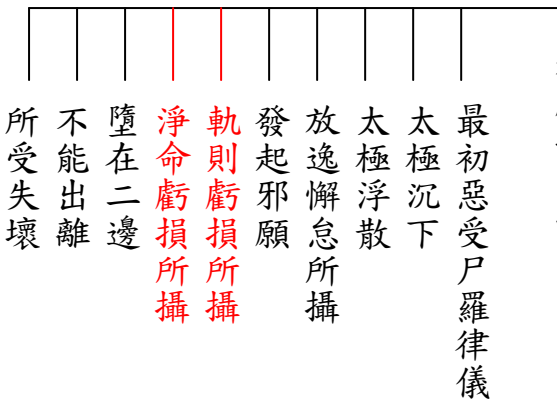 最初惡受尸羅律儀
太極沉下
太極浮散
放逸懈怠所攝
發起邪願
軌則虧損所攝
淨命虧損所攝
墮在二邊
不能出離
所受失壞